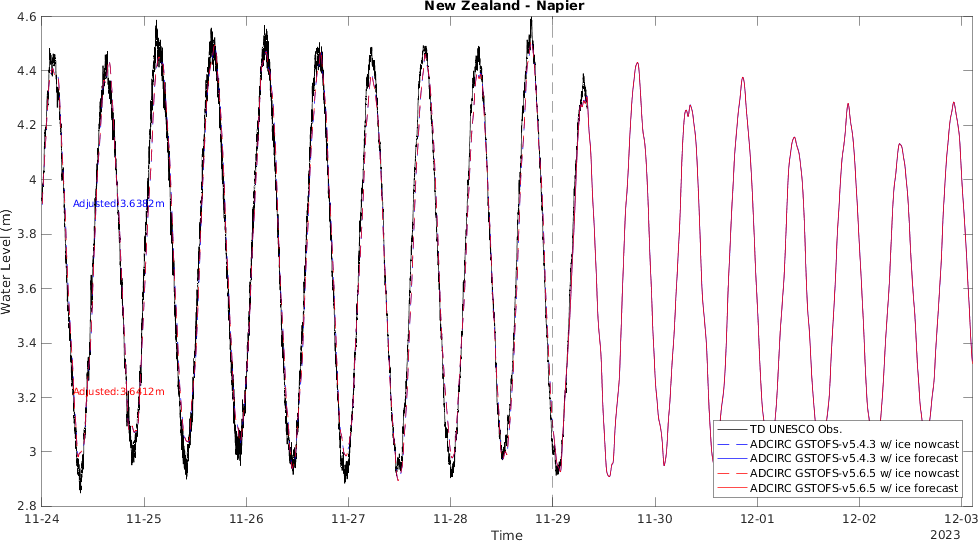 New Zealand - Napier
4.6
4.4
4.2
4
3.8
3.6
3.4
3.2
3
2.8
Water Level (m)
Adjusted:3.6382m
Adjusted:3.6412m
TD UNESCO Obs.
ADCIRC GSTOFS-v5.4.3 w/ ice nowcast
ADCIRC GSTOFS-v5.4.3 w/ ice forecast
ADCIRC GSTOFS-v5.6.5 w/ ice nowcast
ADCIRC GSTOFS-v5.6.5 w/ ice forecast
11-24 11-25 11-26 11-27 11-28 11-29 11-30 12-01 12-02 12-03
Time
2023